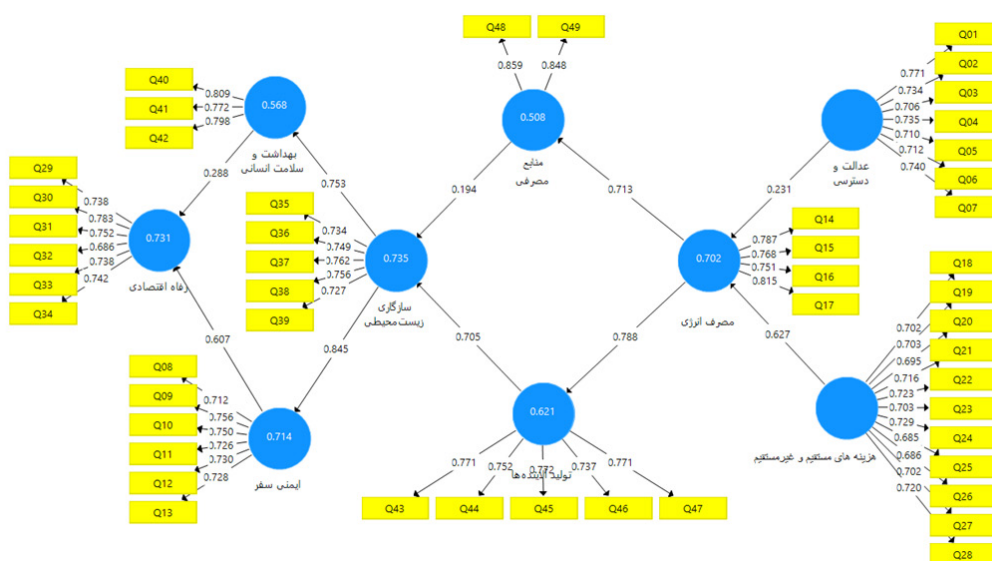 Q48
Q49
0.859
0.848
0.508
منابع
مصرفی
Q40
Q41
Q42
0.809
0.772
0.798
0.568
بهداشت و
سلامت انسانی
0.288
0.753
0.194
0.713
Q01
Q02
Q03
Q04
Q05
Q06
Q07
0.771
0.734
0.706
0.735
0.710
0.712
0.740
عدالت و
دسترسی
0.231
Q29
Q30
Q31
Q32
Q33
Q34
0.738
0.783
0.752
0.686
0.738
0.742
0.731
رفاه اقتصادی
Q35
Q36
Q37
Q38
Q39
0.734
0.749
0.762
0.756
0.727
0.735
سازگاری
زیست‌محیطی
0.702
مصرف انرژی
Q14
Q15
Q16
Q17
0.787
0.768
0.751
0.815
0.607
0.845
0.705
0.788
0.627
Q08
Q09
Q10
Q11
Q12
Q13
0.712
0.756
0.750
0.726
0.730
0.728
0.714
ایمنی سفر
0.621
تولید آلاینده‌ها
0.771
0.752
0.772
0.737
0.771
Q43
Q44
Q45
Q46
Q47
هزینه های مستقیم و غیرمستقیم
Q18
Q19
Q20
Q21
Q22
Q23
Q24
Q25
Q26
Q27
Q28
0.702
0.703
0.695
0.716
0.723
0.703
0.729
0.685
0.686
0.702
0.720